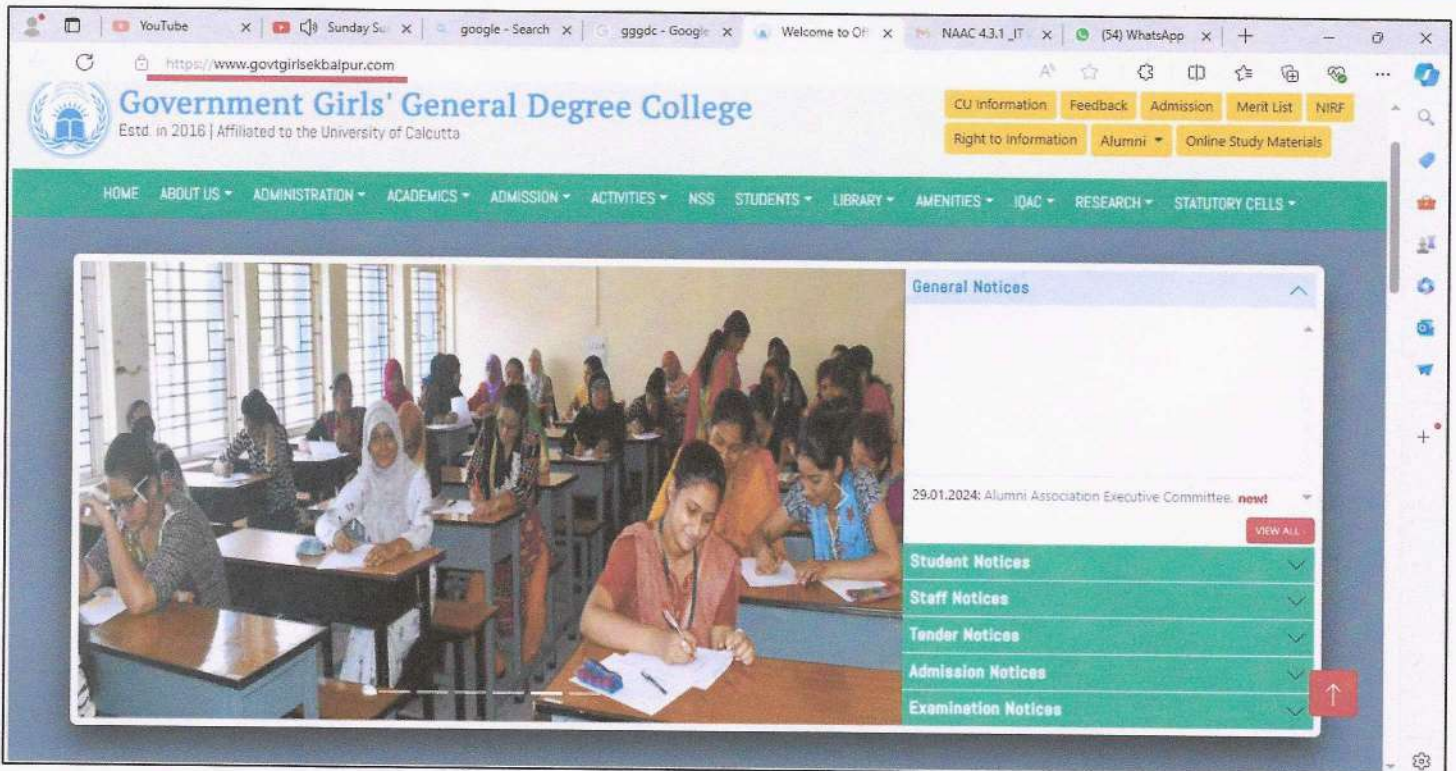 YouTube
Sunday Su
google - Search
gggdc - Google
Welcome to Of
NAAC 4.3.1 _IT
(54) WhatsApp
https://www.govtgirlsekbalpur.com
Government Girls' General Degree College
Estd. in 2016 | Affiliated to the University of Calcutta
CU Information Feedback Admission Merit List NIRF
Right to Information Alumni Online Study Materials
HOME ABOUT US ADMINISTRATION ACADEMICS ADMISSION ACTIVITIES NSS STUDENTS LIBRARY AMENITIES IQAC RESEARCH STATUTORY CELLS
General Notices
29.01.2024: Alumni Association Executive Committee. new!
VIEW ALL
Student Notices
Staff Notices
Tender Notices
Admission Notices
Examination Notices